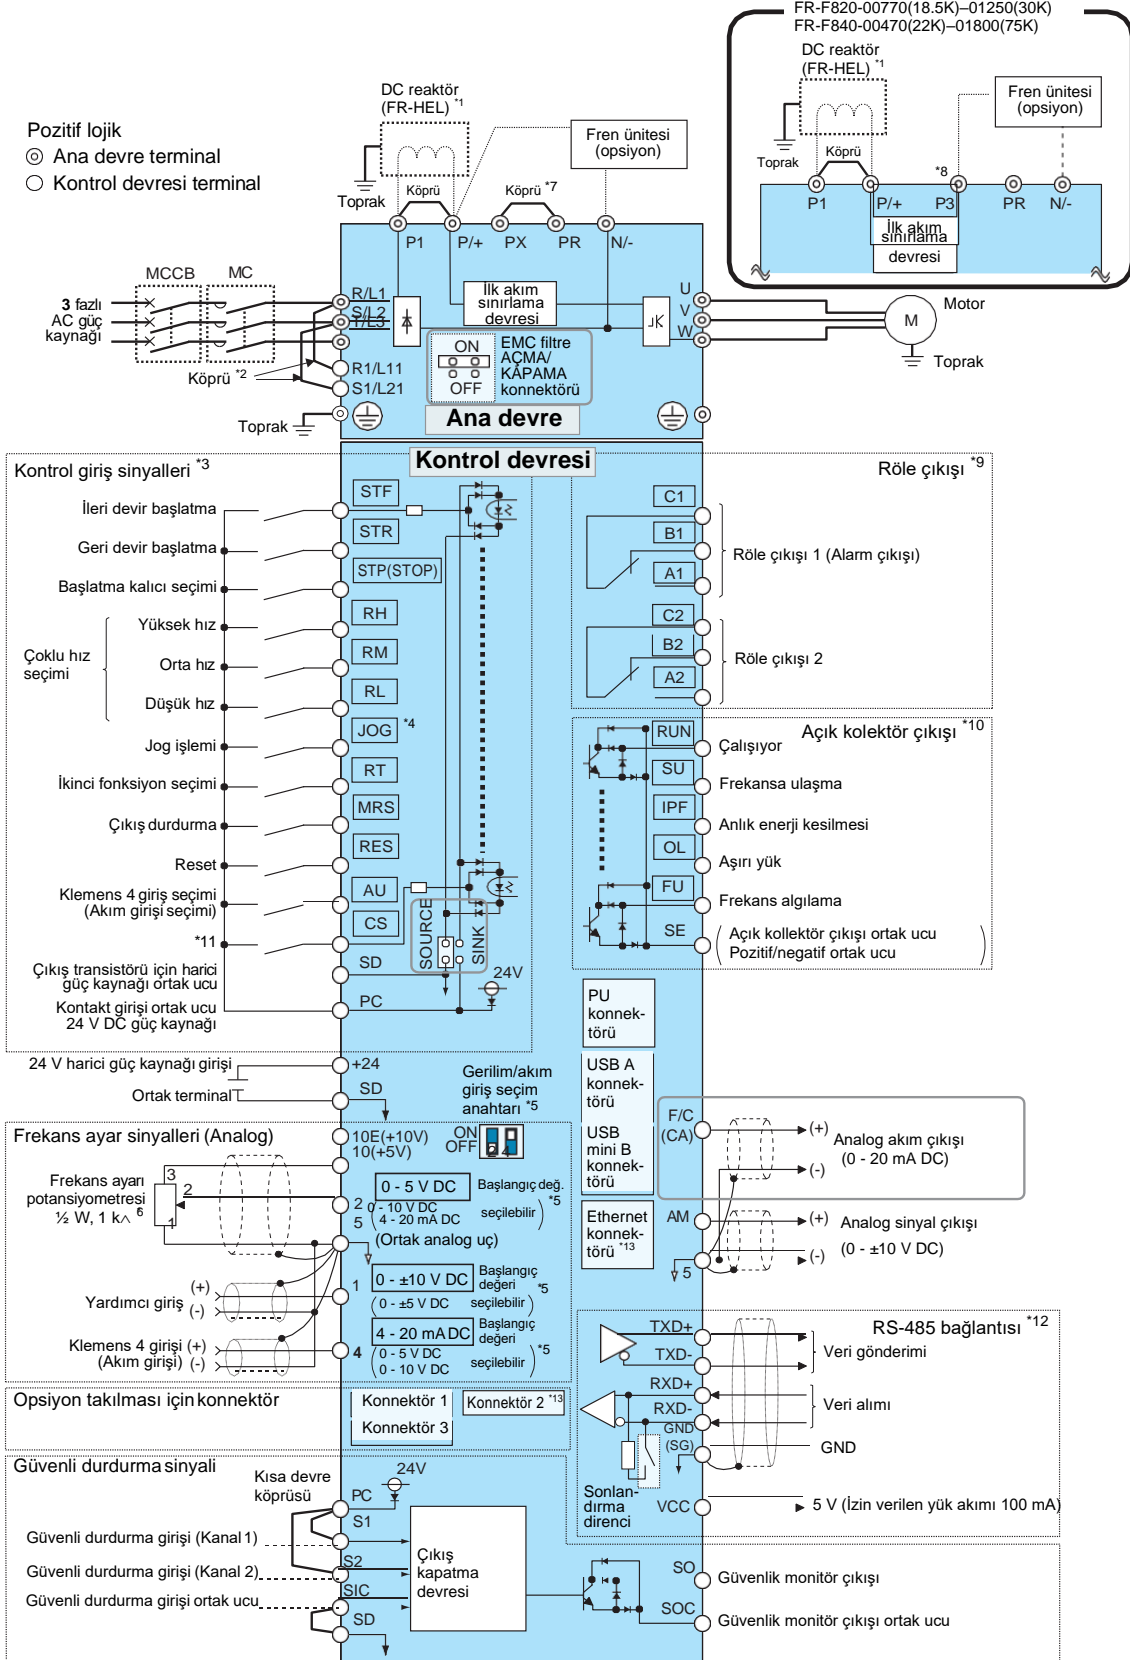 FR-F820-00770(18.5K)–01250(30K)
FR-F840-00470(22K)–01800(75K)
DC reaktör
(FR-HEL) *1
Fren ünitesi
(opsiyon)
Toprak
Köprü
*8
P1
P/+
P3
PR
N/-
İlk akım
sınırlama
devresi
Pozitif lojik
Ana devre terminal
Kontrol devresi terminal
DC reaktör
(FR-HEL) *1
Fren ünitesi
(opsiyon)
Toprak
Köprü
Köprü *7
P1
P/+
PX
PR
N/-
MCCB
MC
3 fazlı
AC güç
kaynağı
R/L1
S/L2
T/L3
İlk akım
sınırlama
devresi
U
V
W
Motor
M
Toprak
ON
OFF
EMC filtre
AÇMA/
KAPAMA
konnektörü
Köprü *2
R1/L11
S1/L21
Toprak
Ana devre
Kontrol devresi
Kontrol giriş sinyalleri *3
Röle çıkışı *9
İleri devir başlatma
STF
Geri devir başlatma
STR
Başlatma kalıcı seçimi
STP(STOP)
Çoklu hız
seçimi
Yüksek hız
RH
Orta hız
RM
Düşük hız
RL
Jog işlemi
JOG *4
İkinci fonksiyon seçimi
RT
Çıkış durdurma
MRS
Reset
RES
Klemens 4 giriş seçimi
(Akım girişi seçimi)
AU
*11
CS
SOURCE
SINK
Çıkış transistörü için harici
güç kaynağı ortak ucu
SD
24V
Kontakt girişi ortak ucu
24 V DC güç kaynağı
PC
C1
B1
A1
Röle çıkışı 1 (Alarm çıkışı)
C2
B2
A2
Röle çıkışı 2
Açık kolektör çıkışı *10
RUN
Çalışıyor
SU
Frekansa ulaşma
IPF
Anlık enerji kesilmesi
OL
Aşırı yük
FU
Frekans algılama
SE
Açık kollektör çıkışı ortak ucu
Pozitif/negatif ortak ucu
PU
konnek-
törü
USB A
konnek-
törü
USB
mini B
konnek-
törü
Ethernet
konnek-
törü *13
24 V harici güç kaynağı girişi
+24
Ortak terminal
SD
Gerilim/akım
giriş seçim
anahtarı *5
ON
OFF
2 4
Frekans ayar sinyalleri (Analog)
10E(+10V)
10(+5V)
Frekans ayarı
potansiyometresi
½ W, 1 k *6
3
2
1
2
0 - 5 V DC
Başlangıç değ.
(0 - 10 V DC
4 - 20 mA DC
seçilebilir) *5
5
(Ortak analog uç)
Yardımcı giriş
(+)
(-)
1
0 - ±10 V DC
Başlangıç
değeri
(0 - ±5 V DC
seçilebilir) *5
Klemens 4 girişi (+)
(Akım girişi) (-)
4
4 - 20 mA DC
Başlangıç
değeri
(0 - 5 V DC
0 - 10 V DC
seçilebilir) *5
F/C
(CA)
(+)
(-)
Analog akım çıkışı
(0 - 20 mA DC)
AM
5
(+)
(-)
Analog sinyal çıkışı
(0 - ±10 V DC)
Opsiyon takılması için konnektör
Konnektör 1
Konnektör 2 *13
Konnektör 3
RS-485 bağlantısı *12
TXD+
TXD-
Veri gönderimi
RXD+
RXD-
Veri alımı
GND
(SG)
GND
Sonlan-
dırma
direnci
VCC
5 V (İzin verilen yük akımı 100 mA)
Güvenli durdurma sinyali
Kısa devre
köprüsü
24V
PC
S1
Güvenli durdurma girişi (Kanal 1)
S2
Güvenli durdurma girişi (Kanal 2)
SIC
Güvenli durdurma girişi ortak ucu
SD
Çıkış
kapatma
devresi
SO
Güvenlik monitör çıkışı
SOC
Güvenlik monitör çıkışı ortak ucu